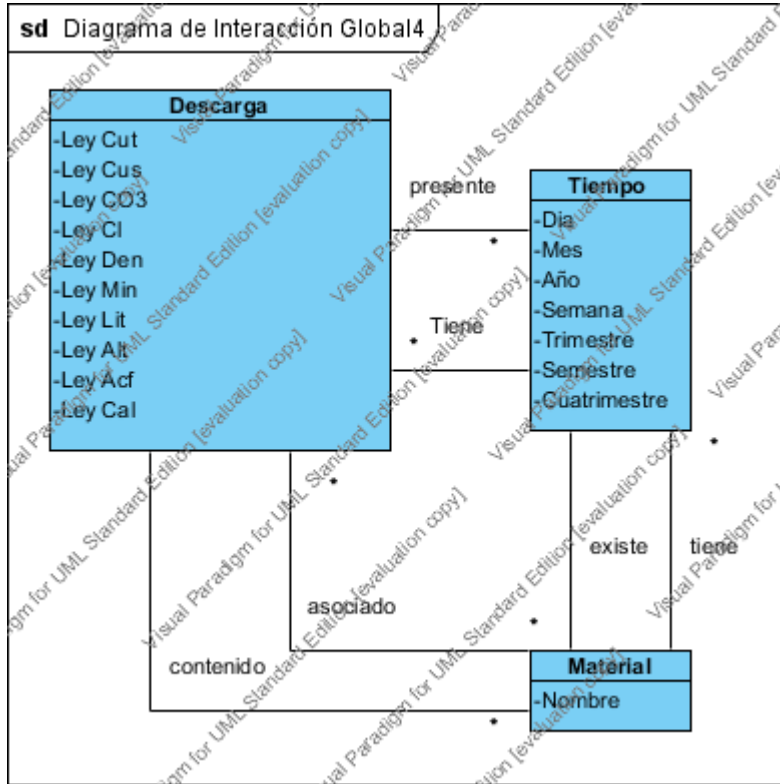 sd Diagrama de Interacción Global4
Descarga
-Ley Cut
-Ley Cus
-Ley CO3
-Ley Cl
-Ley Den
-Ley Min
-Ley Lit
-Ley Alt
-Ley Acf
-Ley Cal
presente
*
Tiene
*
Tiempo
-Dia
-Mes
-Año
-Semana
-Trimestre
-Semestre
-Cuatrimestre
*
*
existe
tiene
asociado
*
contenido
*
Material
-Nombre
Visual Paradigm for UML Standard Edition [evaluation copy]